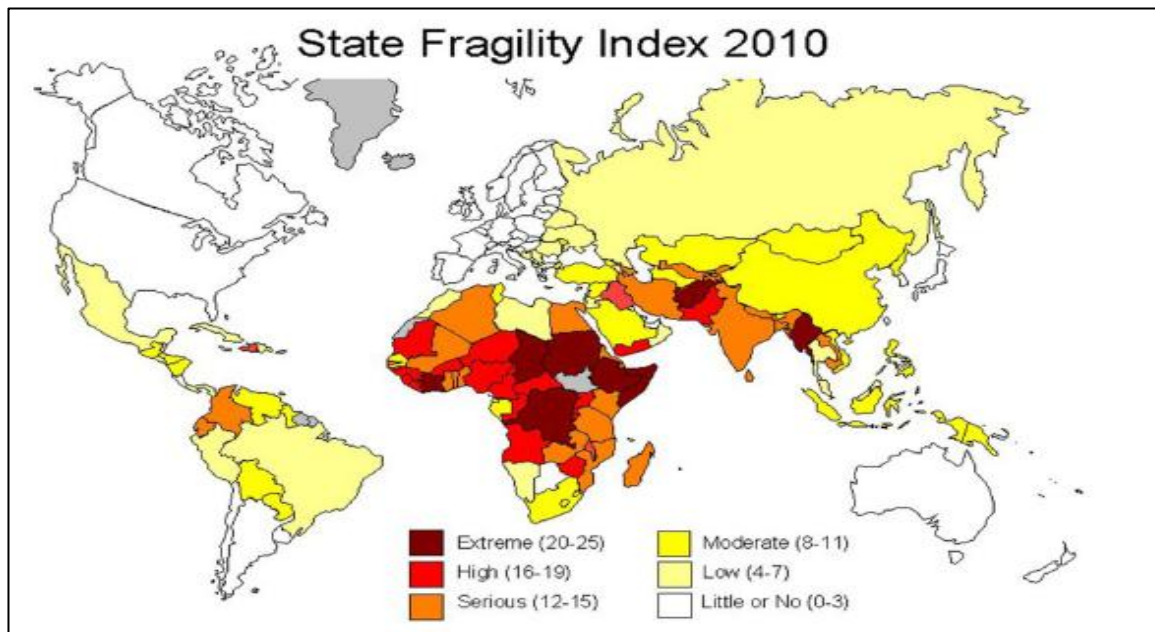 State Fragility Index 2010
Extreme (20-25)
High (16-19)
Serious (12-15)
Moderate (8-11)
Low (4-7)
Little or No (0-3)